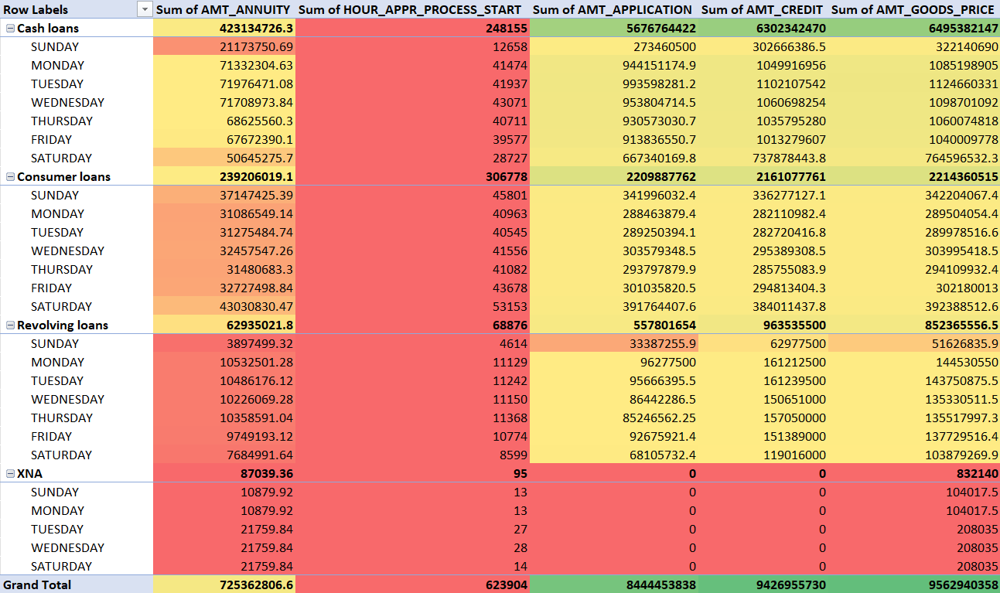 Row Labels Sum of AMT_ANNUITY Sum of HOUR_APPR_PROCESS_START Sum of AMT_APPLICATION Sum of AMT_CREDIT Sum of AMT_GOODS_PRICE
Cash loans 423134726.3 248155 5676764422 6302342470 6495382147
SUNDAY 21173750.69 12658 273460500 302666386.5 322140690
MONDAY 71332304.63 41474 944151174.9 1049916956 1085198905
TUESDAY 71976471.08 41937 993598281.2 1102107542 1124660331
WEDNESDAY 71708973.84 43071 953804714.5 1060698254 1098701092
THURSDAY 68625560.3 40711 930573030.7 1035795280 1060074818
FRIDAY 67672390.1 39577 913836550.7 1013279607 1040009778
SATURDAY 50645275.7 28727 667340169.8 737878443.8 764596532.3
Consumer loans 239206019.1 306778 2209887762 2161077761 2214360515
SUNDAY 37147425.39 45801 341996032.4 336277127.1 342204067.4
MONDAY 31086549.14 40963 288463879.4 282110982.4 289504054.4
TUESDAY 31275484.74 40545 289250394.1 282720416.8 289978516.6
WEDNESDAY 32457547.26 41556 303579348.5 295389308.5 303995418.5
THURSDAY 31480683.3 41082 293797879.9 285755083.9 294109932.4
FRIDAY 32727498.84 43678 301035820.5 294813404.3 302180013
SATURDAY 43030830.47 53153 391764407.6 384011437.8 392388512.6
Revolving loans 62935021.8 68876 557801654 963535500 852365556.5
SUNDAY 3897499.32 4614 33387255.9 62977500 51626835.9
MONDAY 10532501.28 11129 96277500 161212500 144530550
TUESDAY 10486176.12 11242 95666395.5 161239500 143750875.5
WEDNESDAY 10226069.28 11150 86442286.5 150651000 135330511.5
THURSDAY 10358591.04 11368 85246562.25 157050000 135517997.3
FRIDAY 9749193.12 10774 92675921.4 151389000 137729516.4
SATURDAY 7684991.64 8599 68105732.4 119016000 103879269.9
XNA 87039.36 95 0 0 832140
SUNDAY 10879.92 13 0 0 104017.5
MONDAY 10879.92 13 0 0 104017.5
TUESDAY 21759.84 27 0 0 208035
WEDNESDAY 21759.84 28 0 0 208035
SATURDAY 21759.84 14 0 0 208035
Grand Total 725362806.6 623904 8444453838 9426955730 9562940358